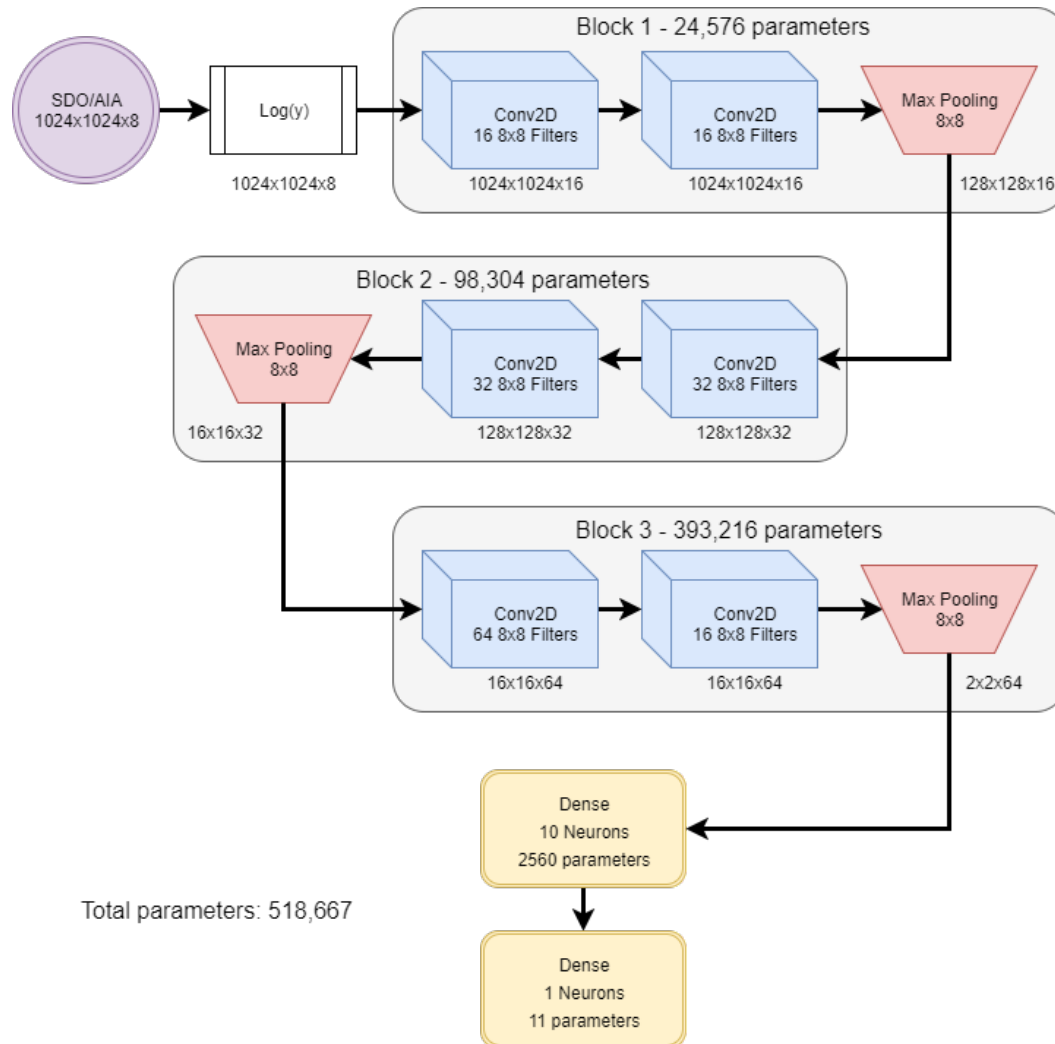 Block 1 - 24,576 parameters
SDO/AIA
1024x1024x8
Log(y)
1024x1024x8
Conv2D
16 8x8 Filters
1024x1024x16
Conv2D
16 8x8 Filters
1024x1024x16
Max Pooling
8x8
128x128x16
Block 2 - 98,304 parameters
Conv2D
32 8x8 Filters
128x128x32
Conv2D
32 8x8 Filters
128x128x32
Max Pooling
8x8
16x16x32
Block 3 - 393,216 parameters
Conv2D
64 8x8 Filters
16x16x64
Conv2D
16 8x8 Filters
16x16x64
Max Pooling
8x8
2x2x64
Dense
10 Neurons
2560 parameters
Total parameters: 518,667
Dense
1 Neurons
11 parameters